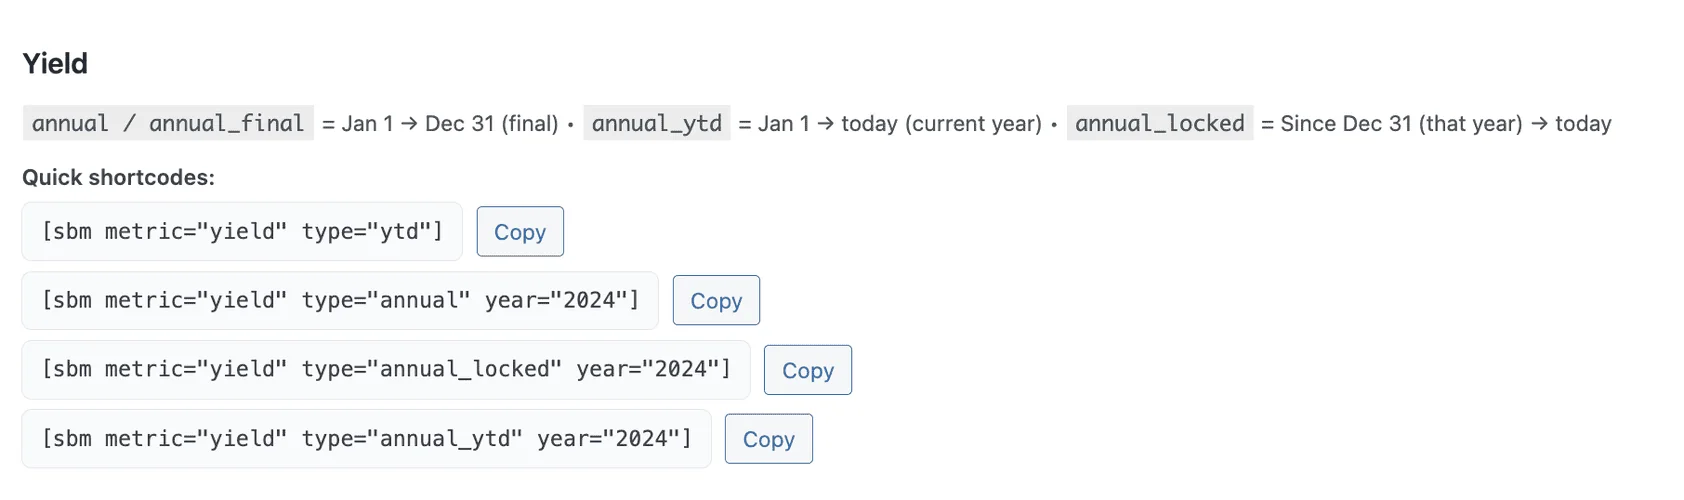 Yield
annual / annual_final = Jan 1 → Dec 31 (final) • annual_ytd = Jan 1 → today (current year) • annual_locked = Since Dec 31 (that year) → today
Quick shortcodes:
[sbm metric="yield" type="ytd"] Copy
[sbm metric="yield" type="annual" year="2024"] Copy
[sbm metric="yield" type="annual_locked" year="2024"] Copy
[sbm metric="yield" type="annual_ytd" year="2024"] Copy